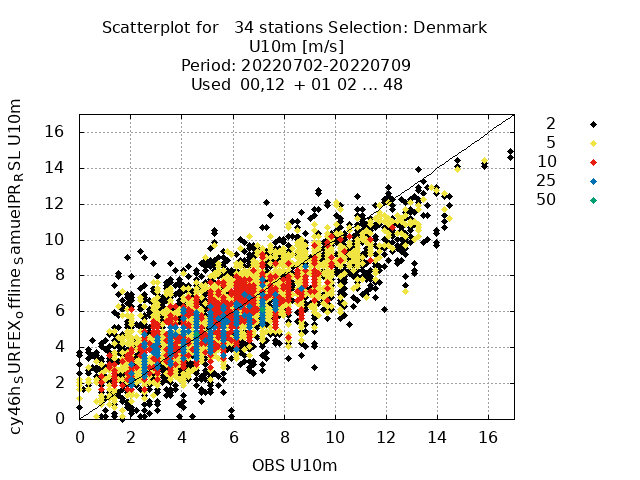 Scatterplot for 34 stations Selection: Denmark
U10m [m/s]
Period: 20220702-20220709
Used 00,12 + 01 02 ... 48
2
5
10
25
50
16
14
12
10
8
6
4
2
0
cy46h_SURFEX_offline_samuelPR_RSL U10m
0 2 4 6 8 10 12 14 16
OBS U10m